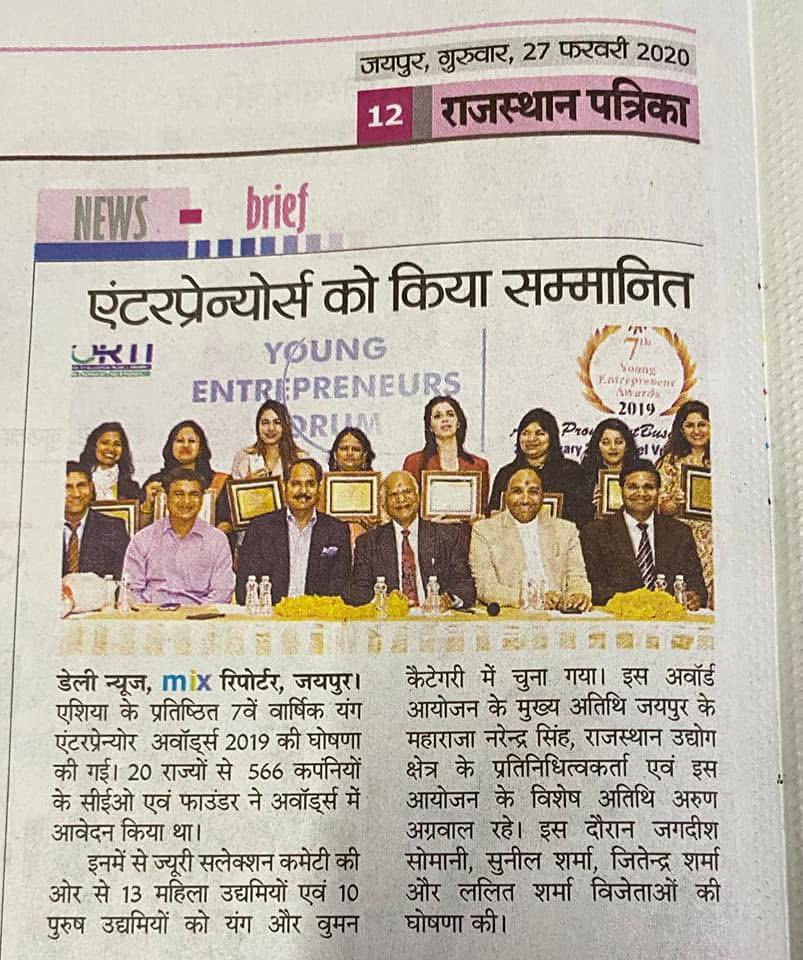 जयपुर, गुरुवार, 27 फरवरी 2020
12 राजस्थान पत्रिका
NEWS - brief
एंटरप्रेन्योर्स को किया सम्मानित
YOUNG
ENTREPRENEURS
FORUM
7th
Young
Entrepreneur
Awards
2019
डेली न्यूज, mix रिपोर्टर, जयपुर।
एशिया के प्रतिष्ठित 7वें वार्षिक यंग
एंटरप्रेन्योर अवॉर्ड्स 2019 की घोषणा
की गई। 20 राज्यों से 566 कपंनियों
के सीईओ एवं फाउंडर ने अवॉर्ड्स में
आवेदन किया था।
इनमें से ज्यूरी सलेक्शन कमेटी की
ओर से 13 महिला उद्यमियों एवं 10
पुरुष उद्यमियों को यंग और वुमन
कैटेगरी में चुना गया। इस अवॉर्ड
आयोजन के मुख्य अतिथि जयपुर के
महाराजा नरेन्द्र सिंह, राजस्थान उद्योग
क्षेत्र के प्रतिनिधित्वकर्ता एवं इस
आयोजन के विशेष अतिथि अरुण
अग्रवाल रहे। इस दौरान जगदीश
सोमानी, सुनील शर्मा, जितेन्द्र शर्मा
और ललित शर्मा विजेताओं की
घोषणा की।